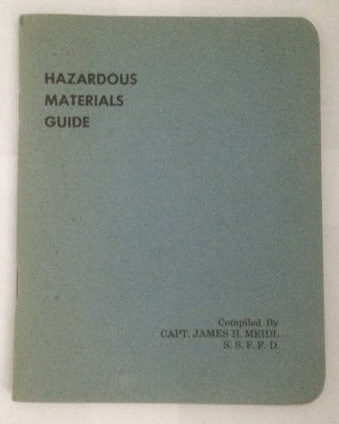 HAZARDOUS
MATERIALS
GUIDE
Compiled By
CAPT. JAMES H. MEIDL
S. S. F. F. D.